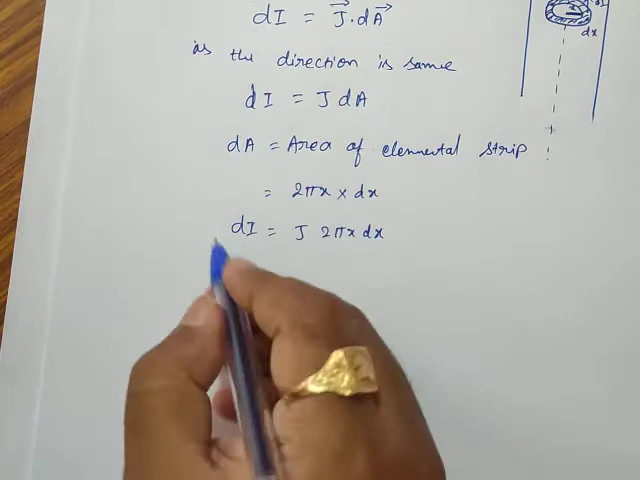 dI = J⃗ · dA⃗
as the direction is same
dI = J dA
dA = Area of elemental strip
= 2πx × dx
dI = J 2πx dx
dx